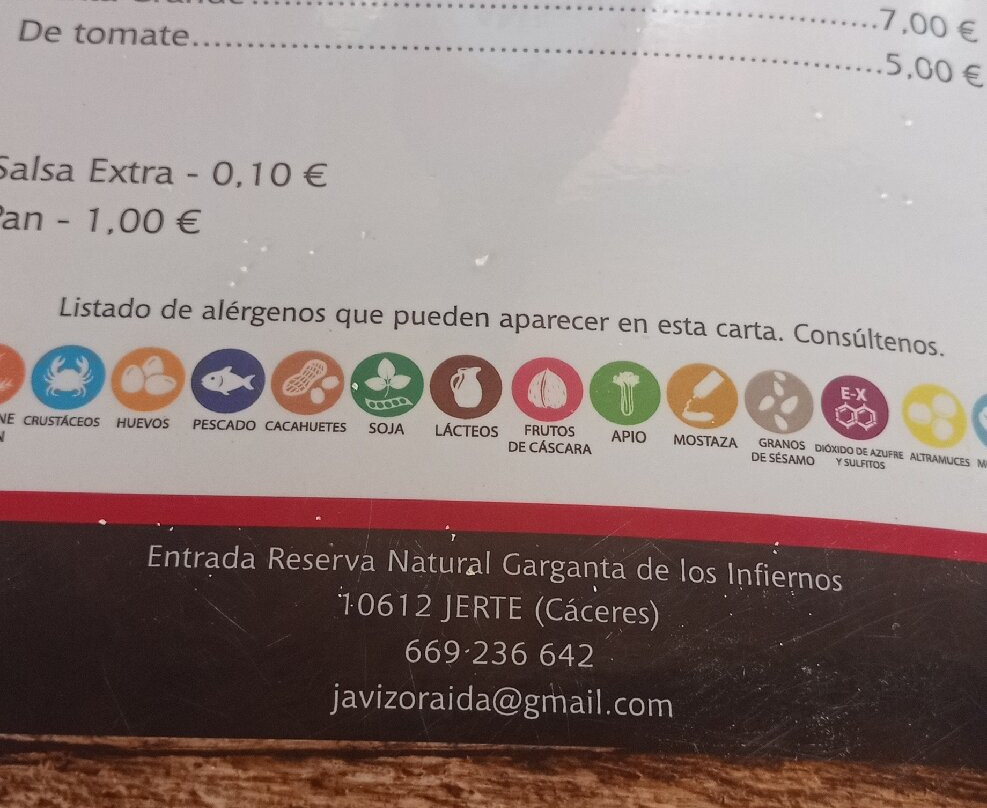 7,00 €
De tomate 5,00 €
Salsa Extra - 0,10 €
Pan - 1,00 €
Listado de alérgenos que pueden aparecer en esta carta. Consúltenos.
E-X
CRUSTÁCEOS HUEVOS PESCADO CACAHUETES SOJA LÁCTEOS FRUTOS DE CÁSCARA APIO MOSTAZA GRANOS DE SÉSAMO DIÓXIDO DE AZUFRE Y SULFITOS ALTRAMUCES
Entrada Reserva Natural Garganta de los Infiernos
10612 JERTE (Cáceres)
669 236 642
javizoraida@gmail.com